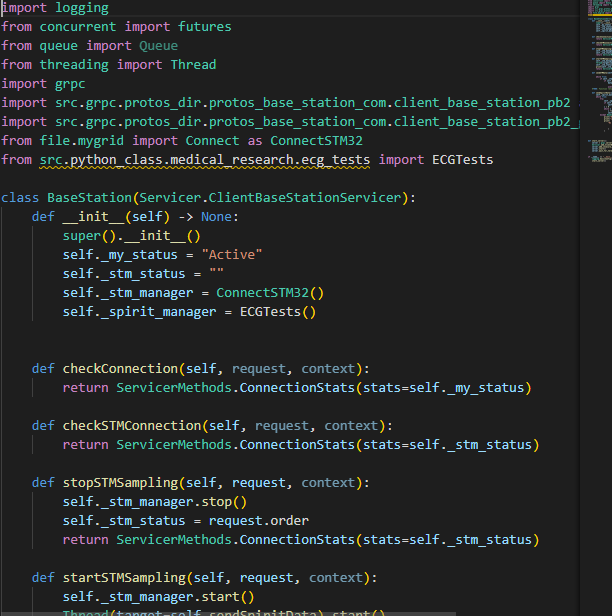 import logging
from concurrent import futures
from queue import Queue
from threading import Thread
import grpc
import src.grpc.protos_dir.protos_base_station_com.client_base_station_pb2
import src.grpc.protos_dir.protos_base_station_com.client_base_station_pb2_
from file.mygrid import Connect as ConnectSTM32
from src.python_class.medical_research.ecg_tests import ECGTests
class BaseStation(Servicer.ClientBaseStationServicer):
    def __init__(self) -> None:
        super().__init__()
        self._my_status = "Active"
        self._stm_status = ""
        self._stm_manager = ConnectSTM32()
        self._spirit_manager = ECGTests()
    def checkConnection(self, request, context):
        return ServicerMethods.ConnectionStats(stats=self._my_status)
    def checkSTMConnection(self, request, context):
        return ServicerMethods.ConnectionStats(stats=self._stm_status)
    def stopSTMSampling(self, request, context):
        self._stm_manager.stop()
        self._stm_status = request.order
        return ServicerMethods.ConnectionStats(stats=self._stm_status)
    def startSTMSampling(self, request, context):
        self._stm_manager.start()
        Thread(target=self.sendSpiritData).start()